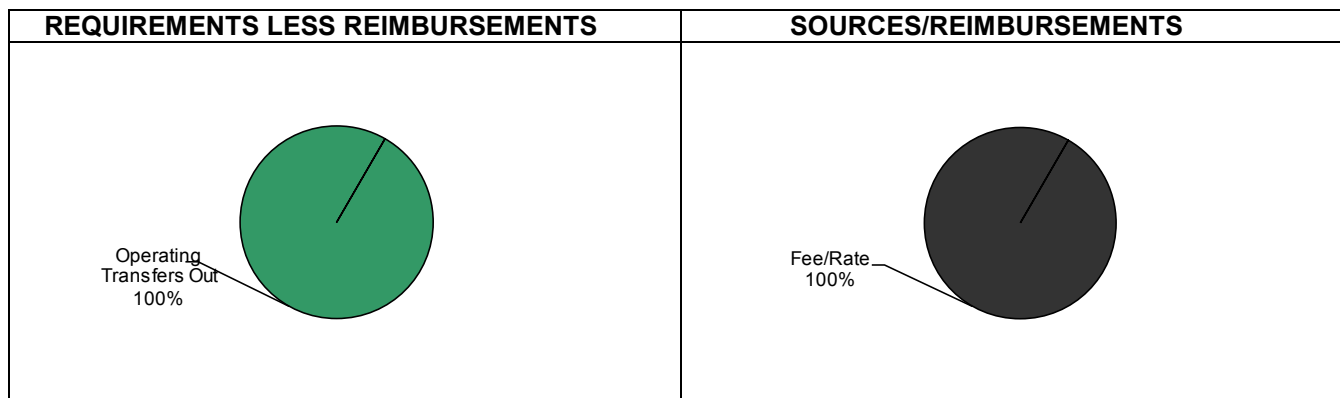 REQUIREMENTS LESS REIMBURSEMENTS
SOURCES/REIMBURSEMENTS
Operating
Transfers Out
100%
Fee/Rate
100%